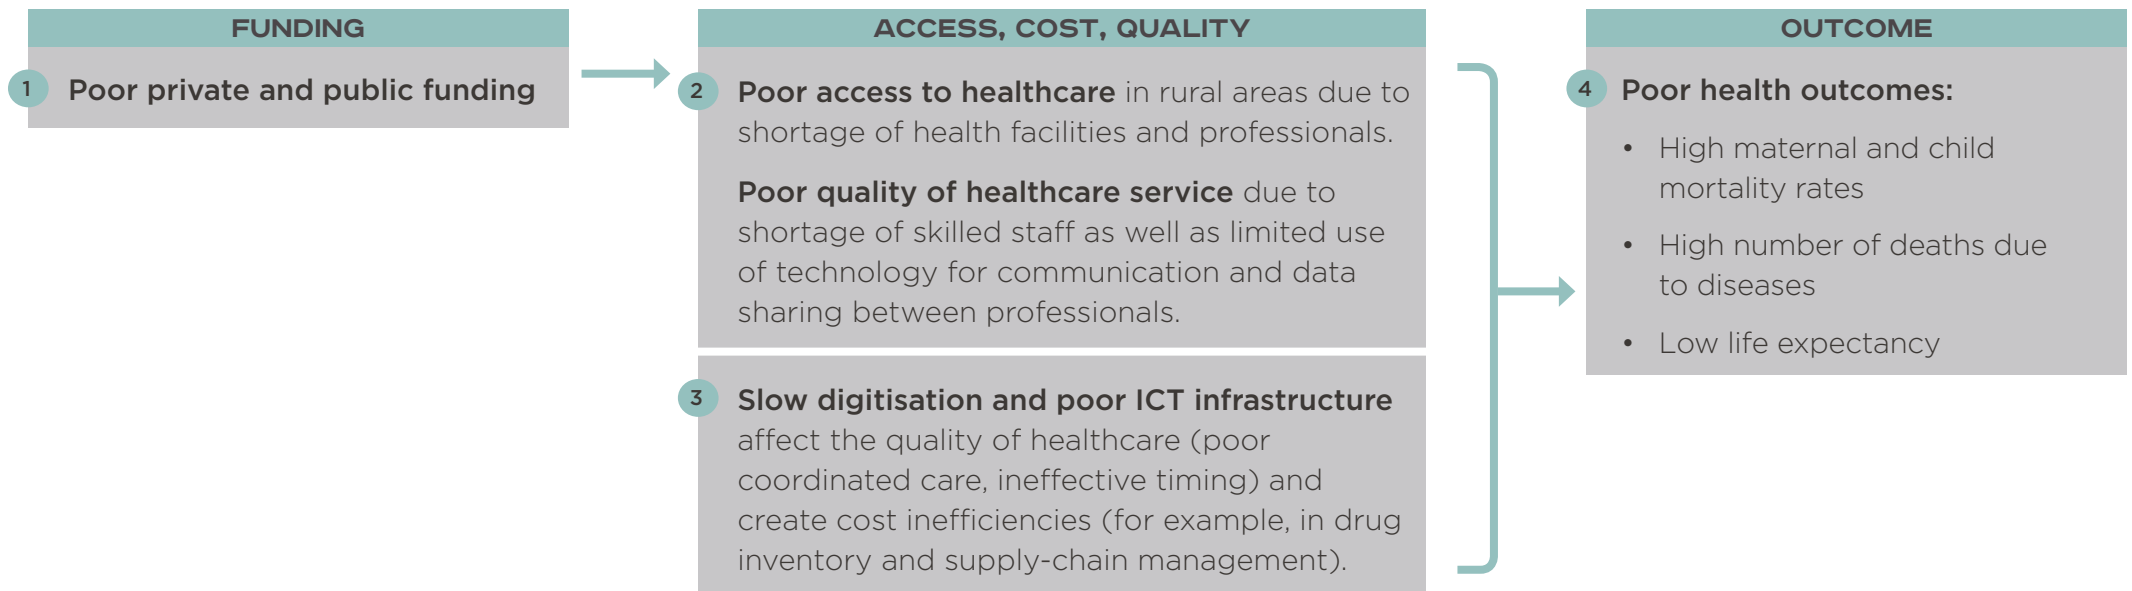 FUNDING
1
Poor private and public funding
ACCESS, COST, QUALITY
2
Poor access to healthcare in rural areas due to
shortage of health facilities and professionals.
Poor quality of healthcare service due to
shortage of skilled staff as well as limited use
of technology for communication and data
sharing between professionals.
3
Slow digitisation and poor ICT infrastructure
affect the quality of healthcare (poor
coordinated care, ineffective timing) and
create cost inefficiencies (for example, in drug
inventory and supply-chain management).
OUTCOME
4
Poor health outcomes:
• High maternal and child
mortality rates
• High number of deaths due
to diseases
• Low life expectancy